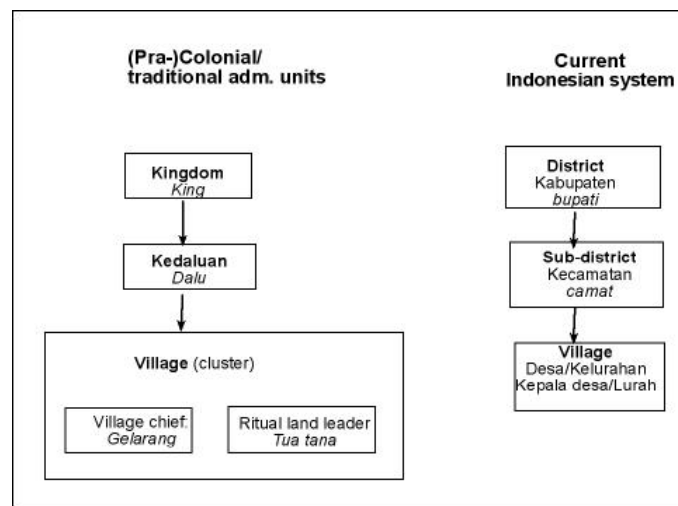 (Pra-)Colonial/
traditional adm. units
Kingdom
King
Kedaluan
Dalu
Village (cluster)
Village chief:
Gelarang
Ritual land leader
Tua tana
Current
Indonesian system
District
Kabupaten
bupati
Sub-district
Kecamatan
camat
Village
Desa/Kelurahan
Kepala desa/Lurah